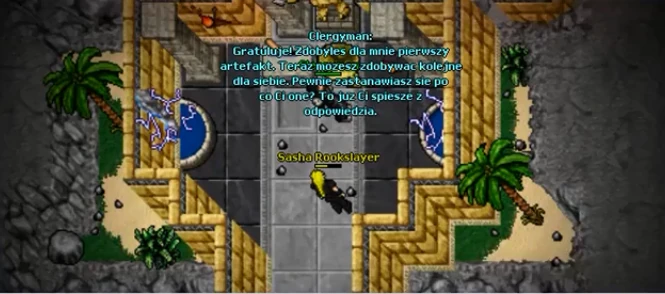 Clergyman:
Gratuluje! Zdobyles dla mnie pierwszy
artefakt. Teraz mozesz zdobywac kolejne
dla siebie. Pewnie zastanawiasz sie po
co Ci one? To juz Ci spiesze z
odpowiedzia.
Sasha Rookslayer